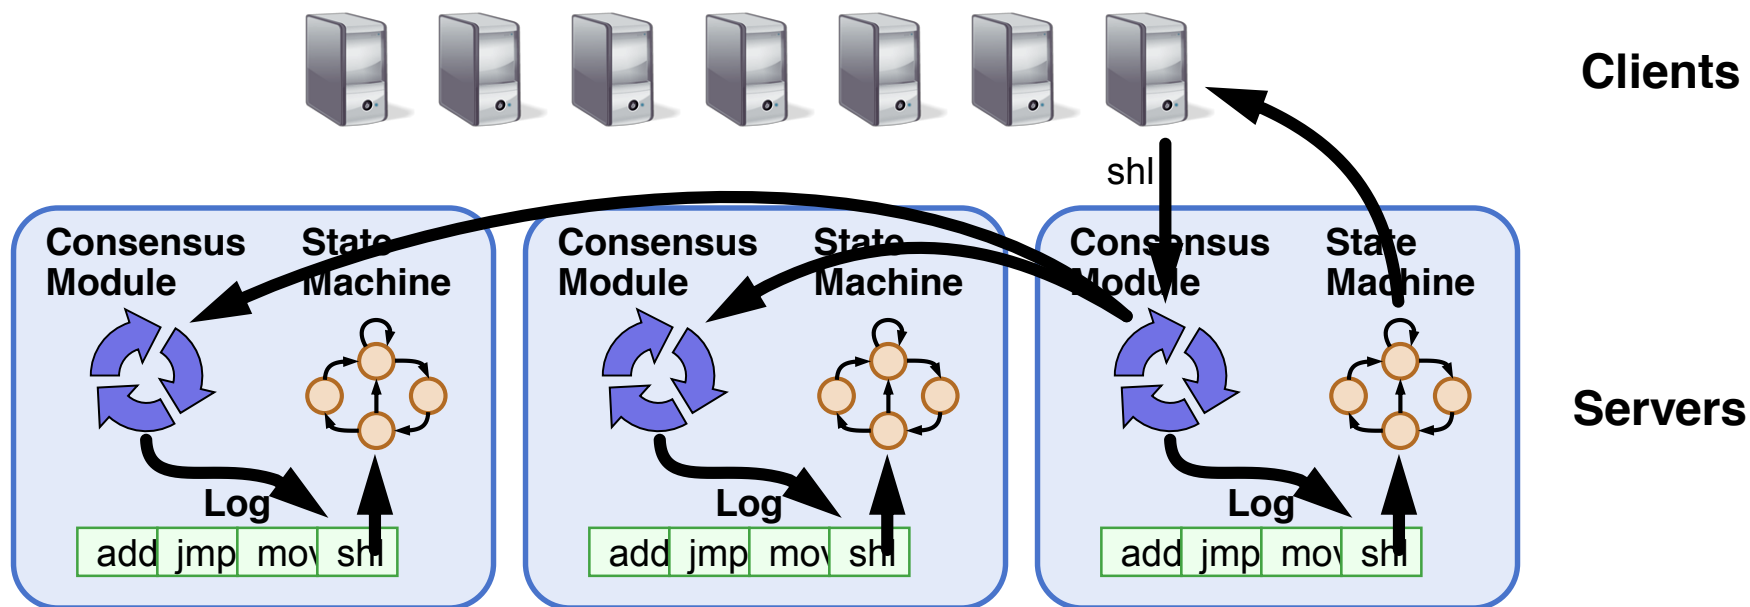 Clients
shl
Consensus Module
State Machine
Consensus Module
State Machine
Consensus Module
State Machine
Servers
Log
Log
Log
add jmp mov shl
add jmp mov shl
add jmp mov shl